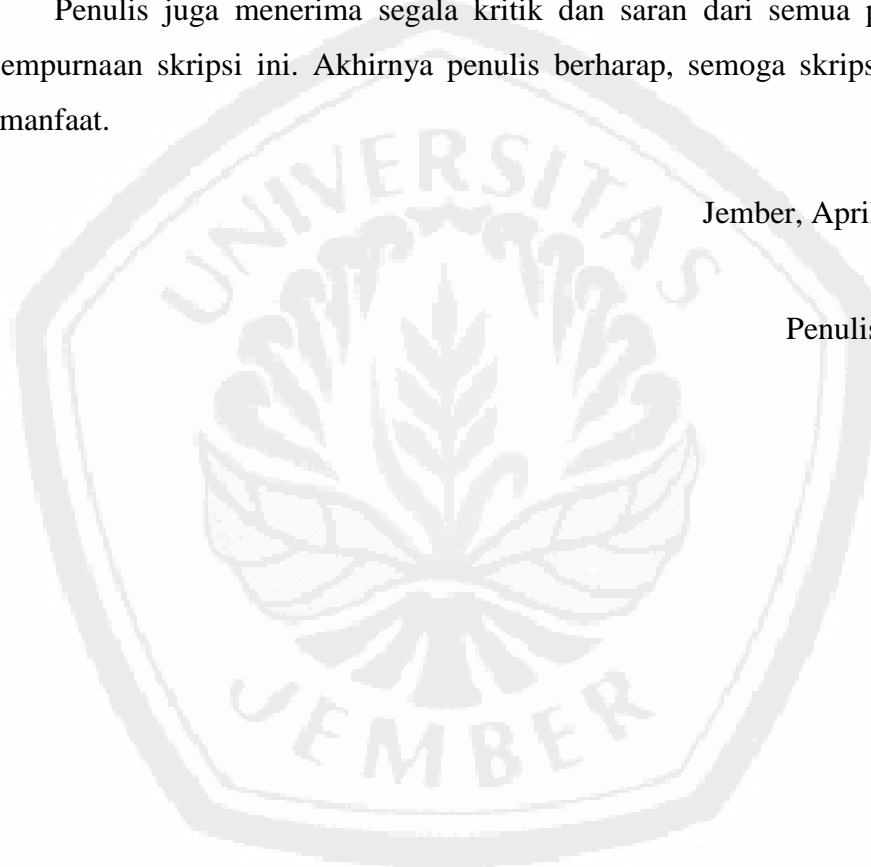 Penulis juga menerima segala kritik dan saran dari semua p
empurnaan skripsi ini. Akhirnya penulis berharap, semoga skrips
manfaat.
UNIVERSITAS
Jember, April
Penulis
JEMBER